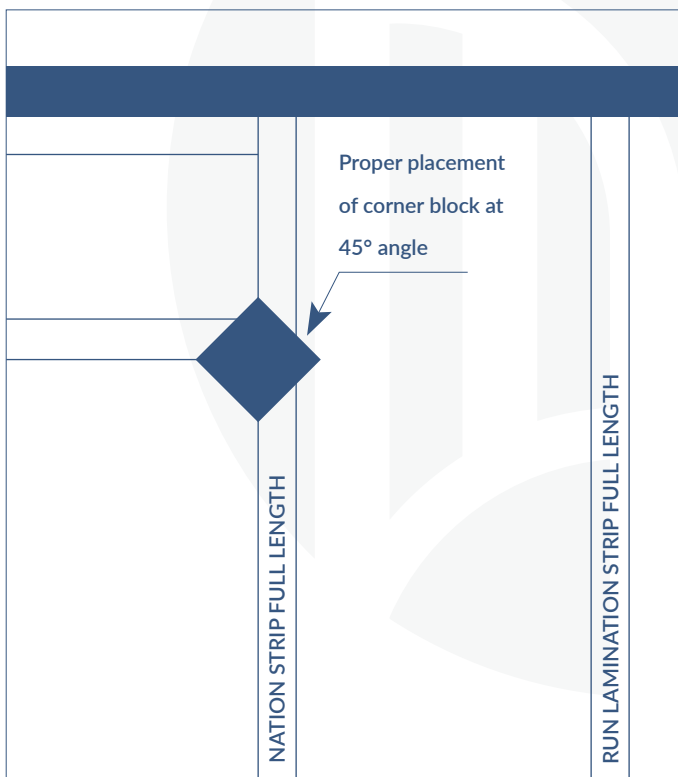 Proper placement
of corner block at
45° angle
NATION STRIP FULL LENGTH
RUN LAMINATION STRIP FULL LENGTH